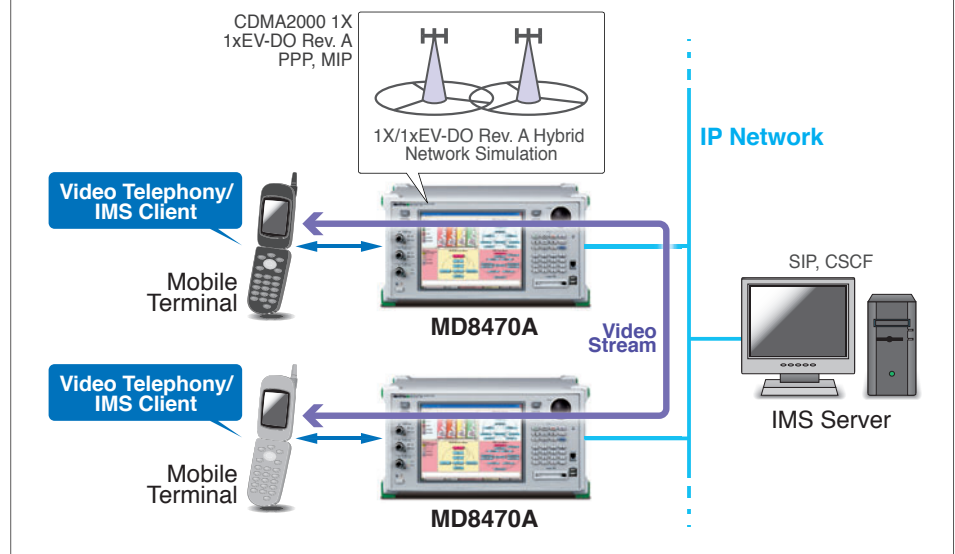 CDMA2000 1X
1xEV-DO Rev. A
PPP, MIP
1X/1xEV-DO Rev. A Hybrid
Network Simulation
IP Network
Video Telephony/
IMS Client
Mobile
Terminal
MD8470A
Video
Stream
SIP, CSCF
IMS Server
Video Telephony/
IMS Client
Mobile
Terminal
MD8470A